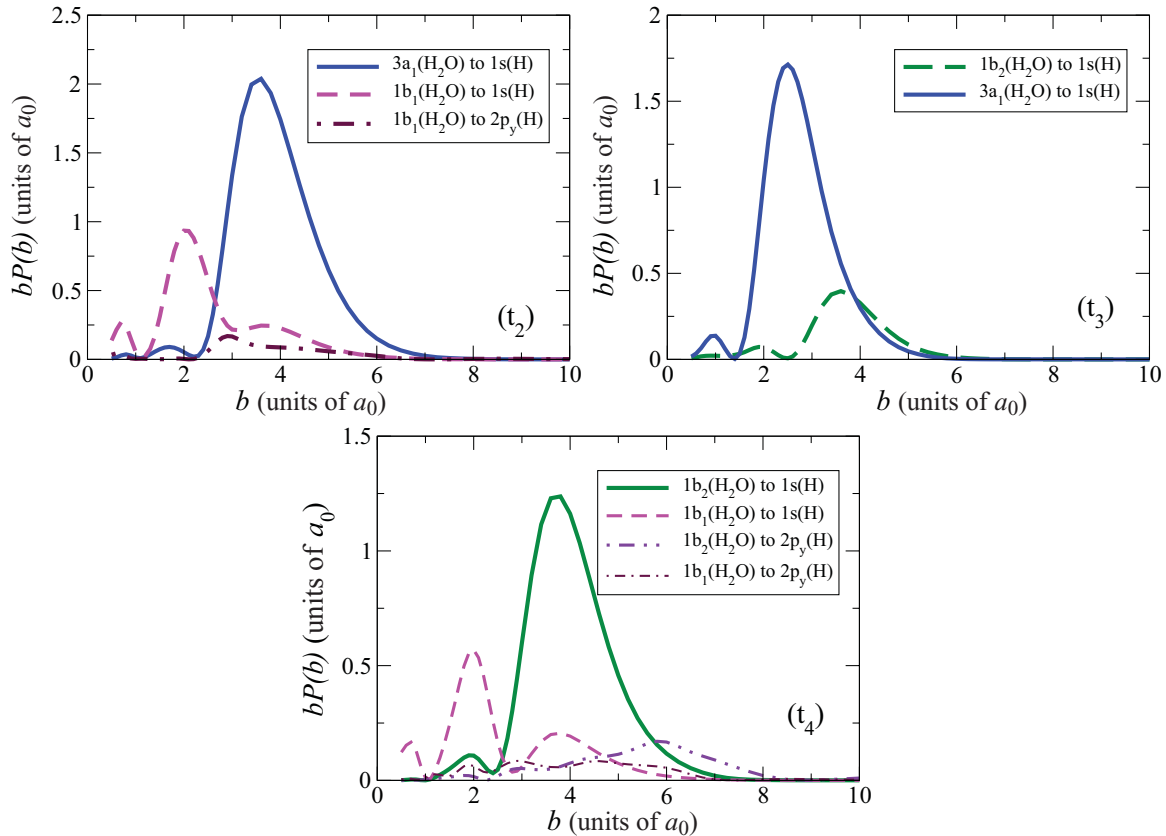 2.5
2
1.5
1
0.5
0
bP(b) (units of a₀)
3a₁(H₂O) to 1s(H)
1b₁(H₂O) to 1s(H)
1b₁(H₂O) to 2p_y(H)
(t₂)
0 2 4 6 8 10
b (units of a₀)
2
1.5
1
0.5
0
bP(b) (units of a₀)
1b₂(H₂O) to 1s(H)
3a₁(H₂O) to 1s(H)
(t₃)
0 2 4 6 8 10
b (units of a₀)
1.5
1
0.5
0
bP(b) (units of a₀)
1b₂(H₂O) to 1s(H)
1b₁(H₂O) to 1s(H)
1b₂(H₂O) to 2p_y(H)
1b₁(H₂O) to 2p_y(H)
(t₄)
0 2 4 6 8 10
b (units of a₀)